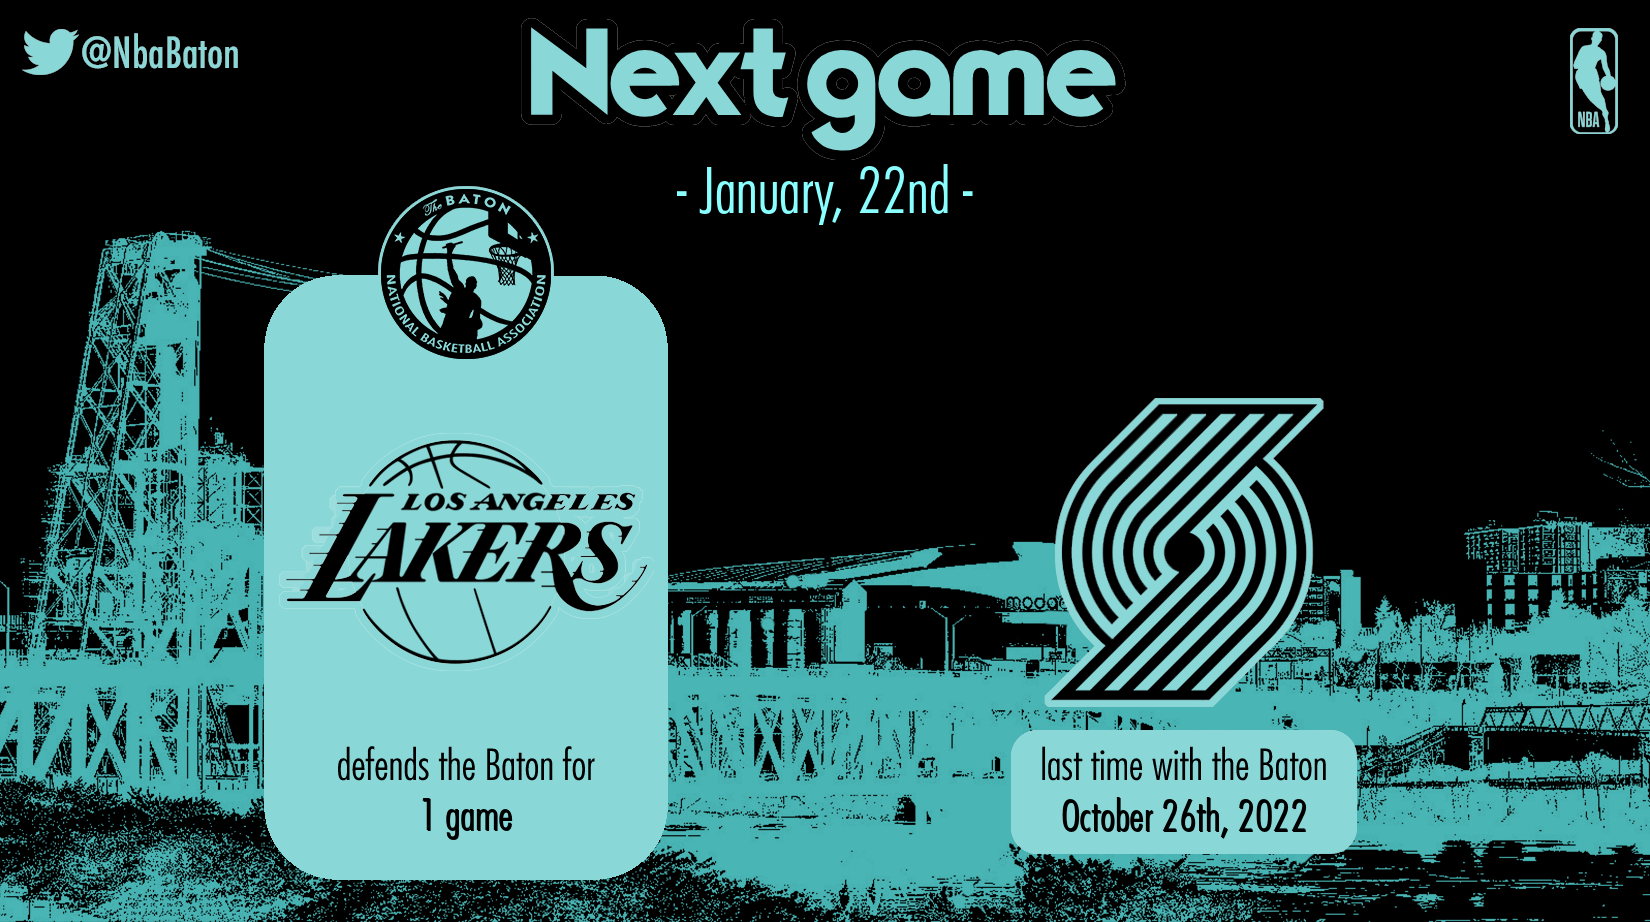 @NbaBaton
Next game
NBA
- January, 22nd -
The BATON
NATIONAL BASKETBALL ASSOCIATION
LOS ANGELES
LAKERS
moda
defends the Baton for
1 game
last time with the Baton
October 26th, 2022